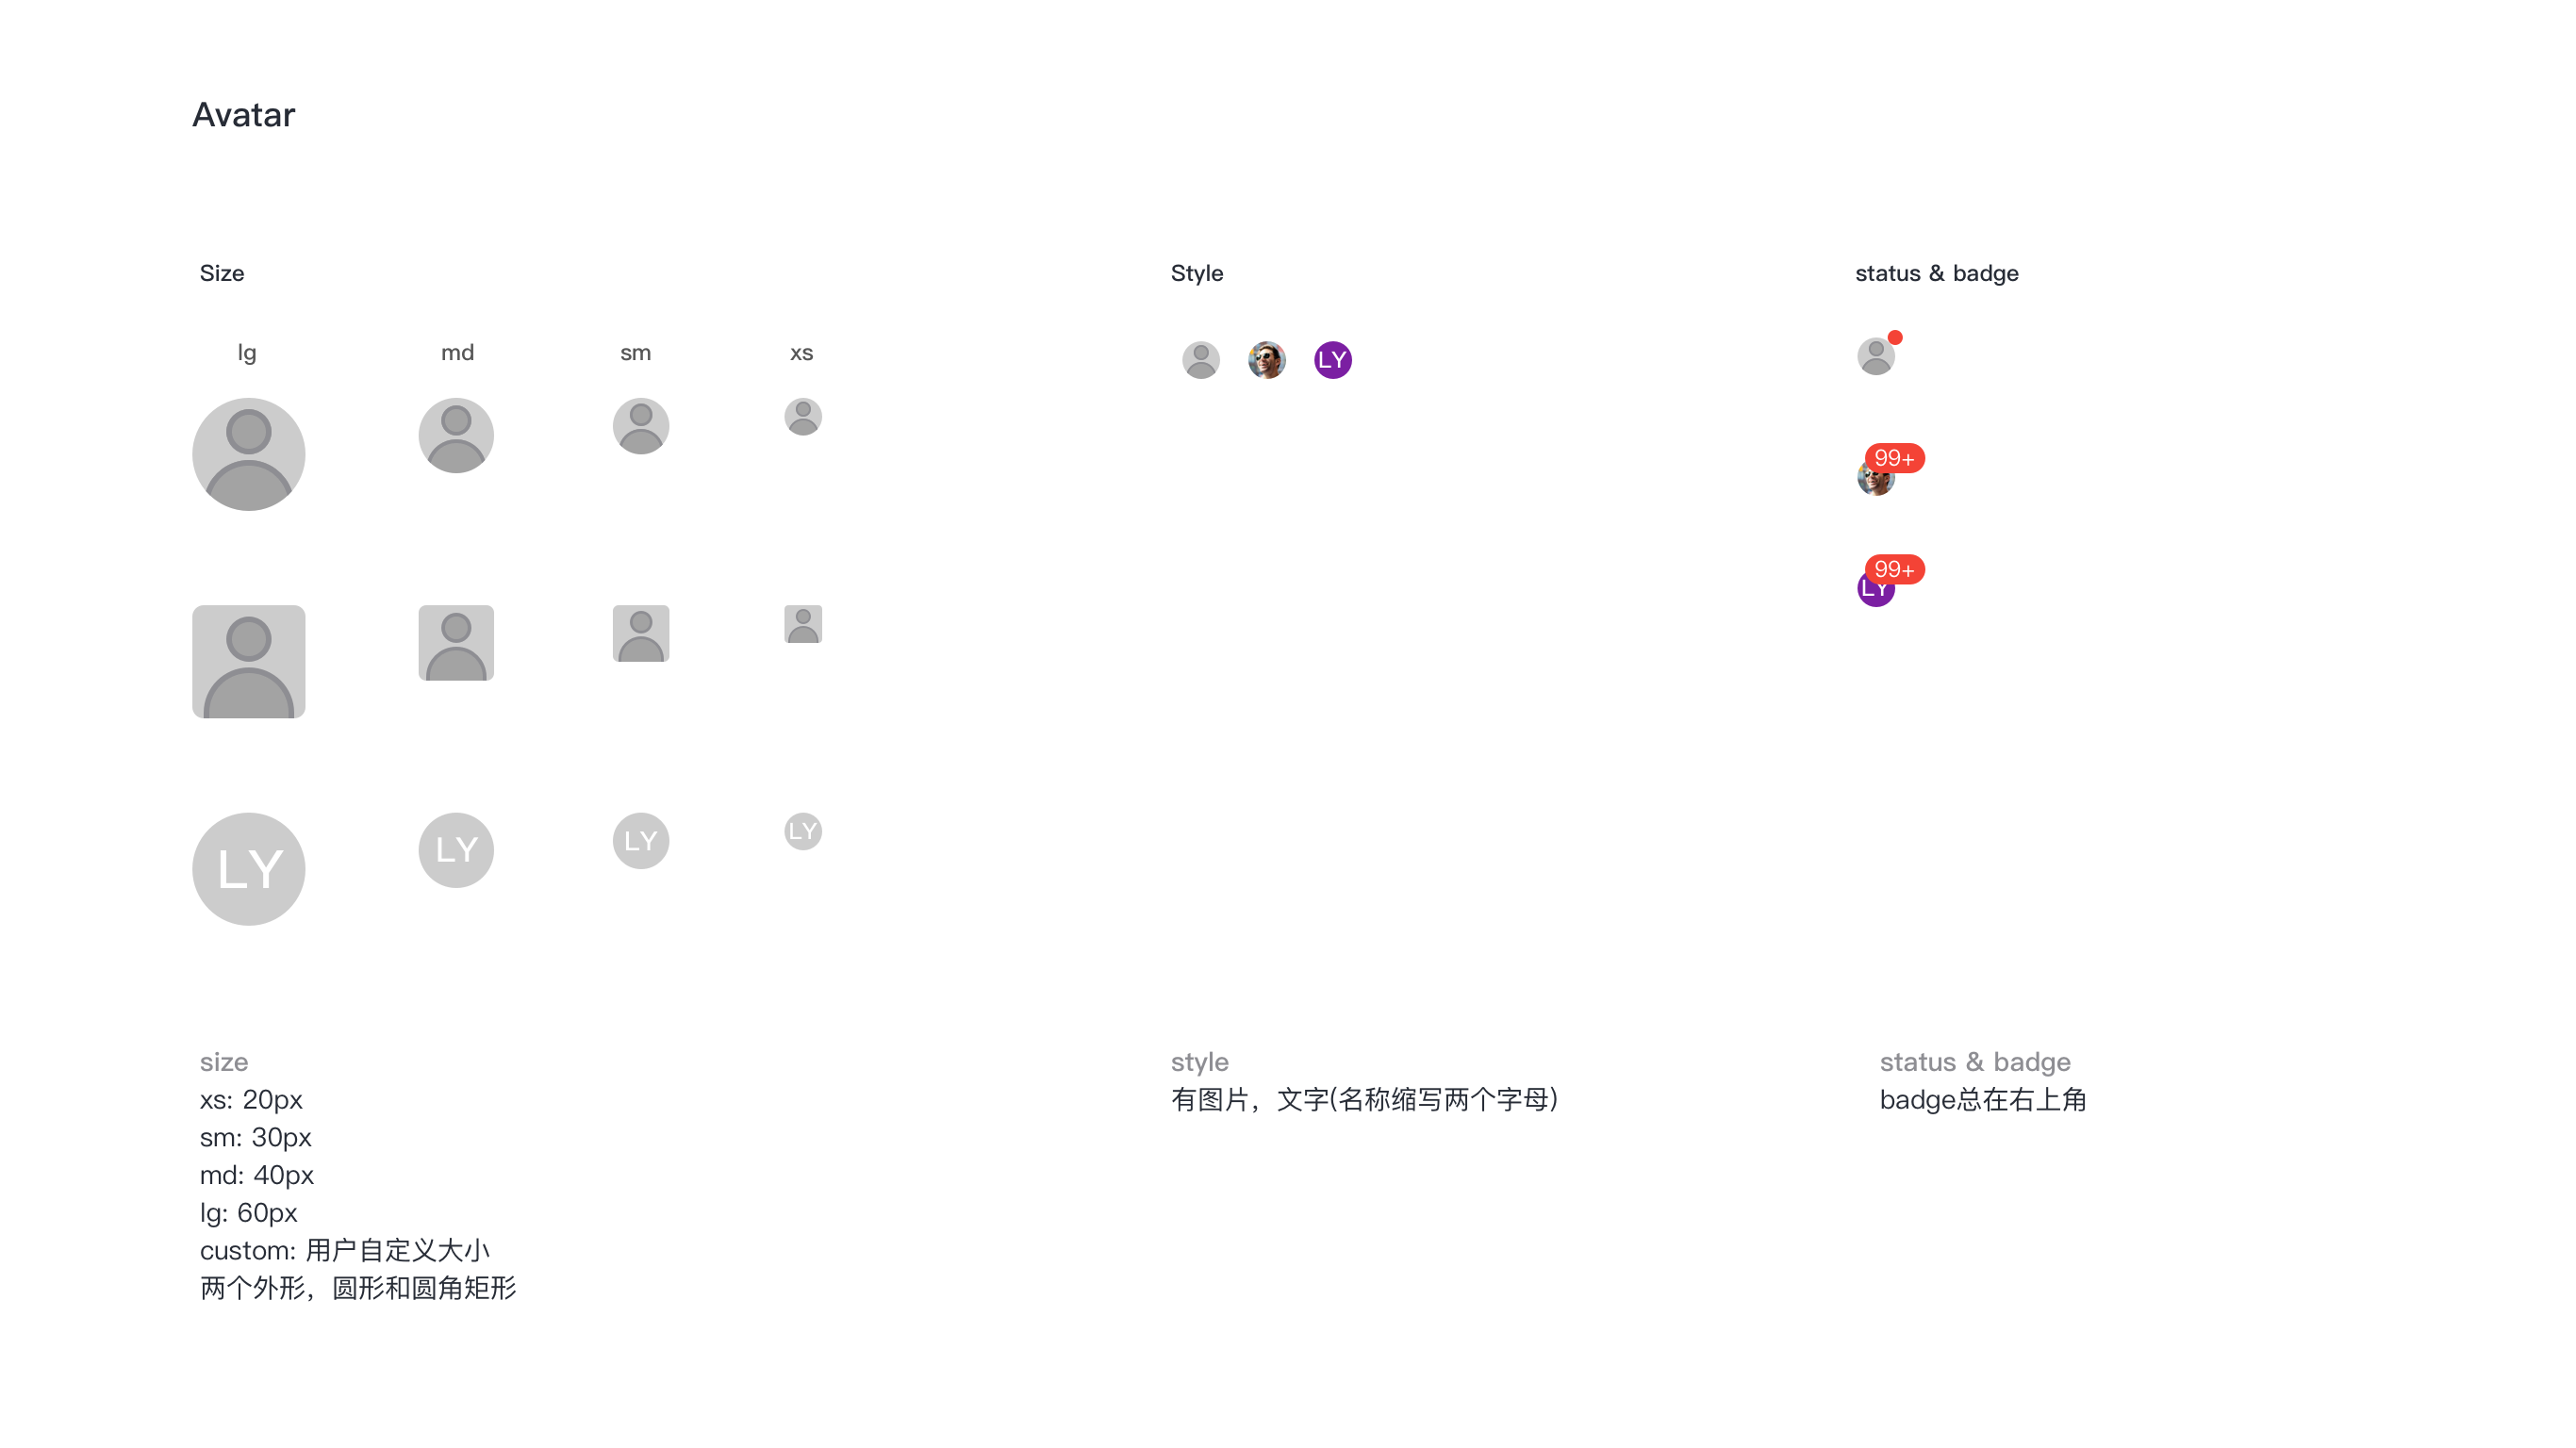 Avatar
Size
lg
md
sm
xs
LY
LY
LY
LY
size
xs: 20px
sm: 30px
md: 40px
lg: 60px
custom: 用户自定义大小
两个外形，圆形和圆角矩形
Style
LY
style
有图片，文字(名称缩写两个字母)
status & badge
99+
99+
LY
status & badge
badge总在右上角